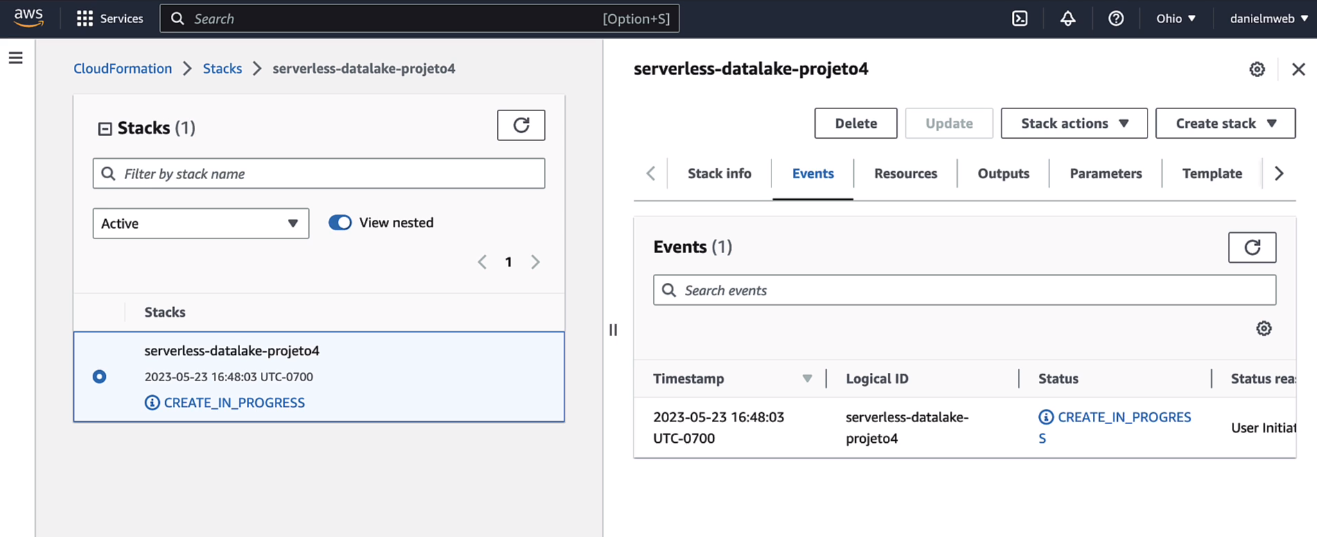 aws
Services
Search
[Option+S]
Ohio
danielmweb
CloudFormation
Stacks
serverless-datalake-projeto4
Stacks (1)
Filter by stack name
Active
View nested
1
Stacks
serverless-datalake-projeto4
2023-05-23 16:48:03 UTC-0700
CREATE_IN_PROGRESS
serverless-datalake-projeto4
Delete
Update
Stack actions
Create stack
Stack info
Events
Resources
Outputs
Parameters
Template
Events (1)
Search events
Timestamp
Logical ID
Status
Status rea
2023-05-23 16:48:03
UTC-0700
serverless-datalake-
projeto4
CREATE_IN_PROGRES
S
User Initiat